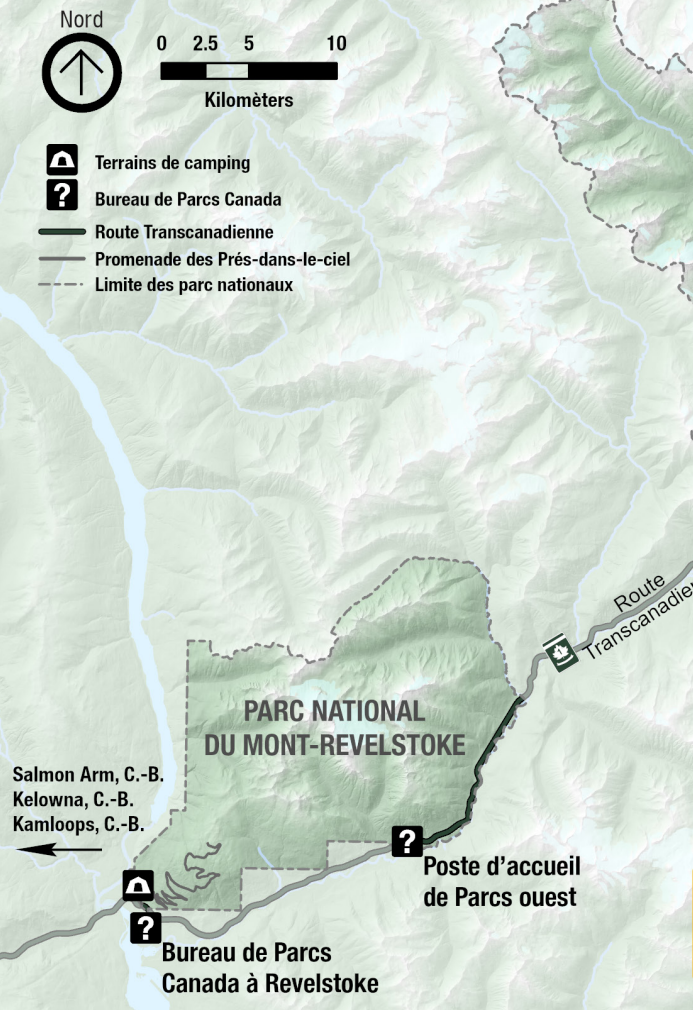 Nord
0 2.5 5 10
Kilomèters
Terrains de camping
? Bureau de Parcs Canada
Route Transcanadienne
Promenade des Prés-dans-le-ciel
Limite des parc nationaux
Route
PARC NATIONAL
DU MONT-REVELSTOKE
Salmon Arm, C.-B.
Kelowna, C.-B.
Kamloops, C.-B.
?
Poste d'accueil
de Parcs ouest
?
Bureau de Parcs
Canada à Revelstoke